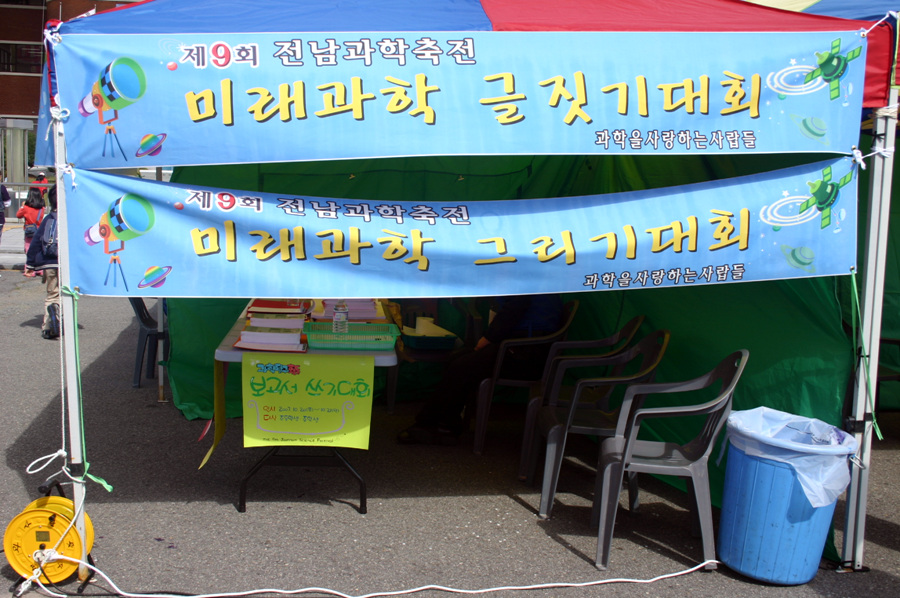 제9회 전남과학축전
미래과학 글짓기대회
과학을사랑하는사람들
제9회 전남과학축전
미래과학 그리기대회
과학을사랑하는사람들
보고서 쓰기대회